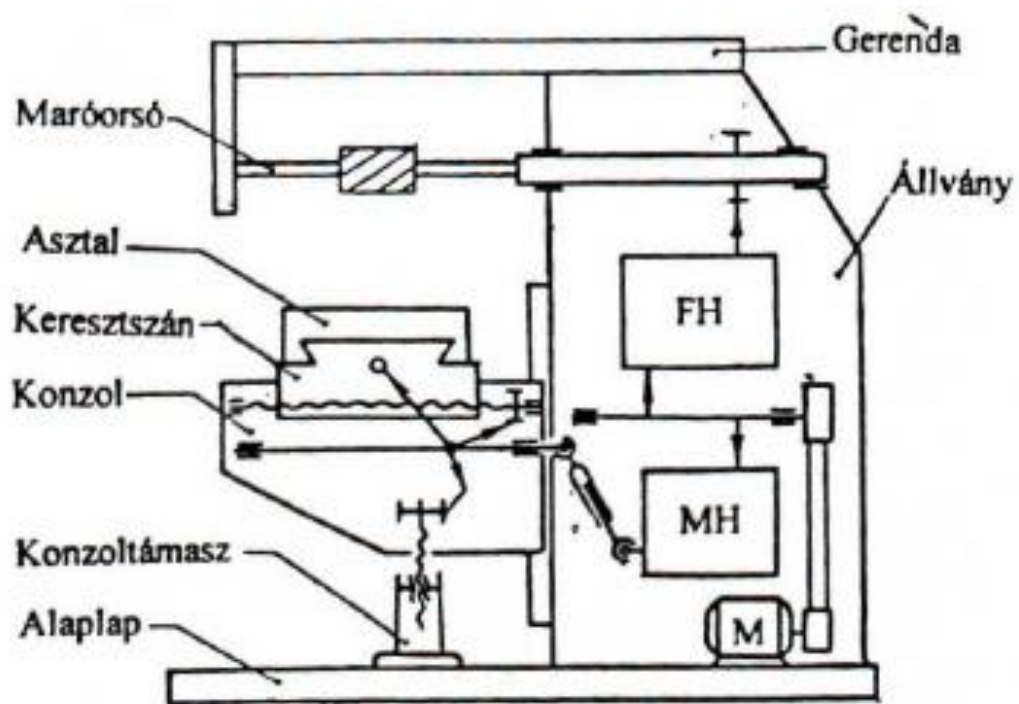 Gerenda
Maróorsó
Állvány
Asztal
FH
Keresztszán
Konzol
MH
Konzoltámasz
Alaplap
M